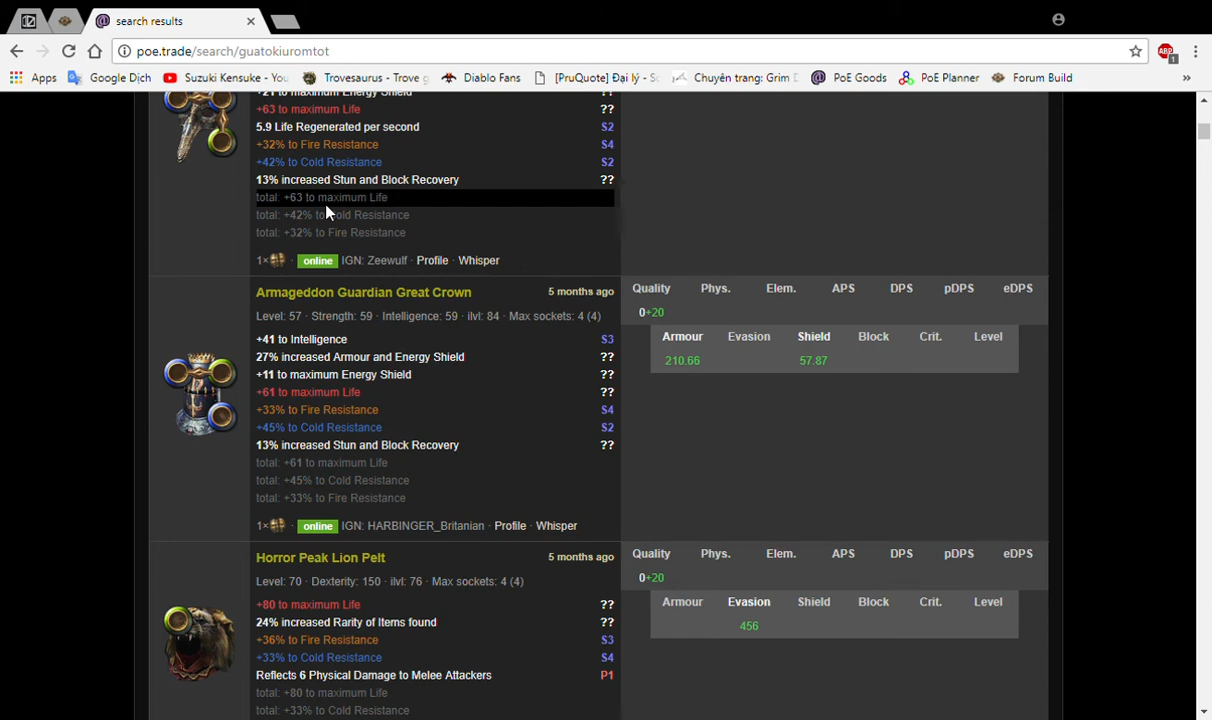 search results
poe.trade/search/guatokiuromtot
ABP
1
Apps Google Dịch Suzuki Kensuke - You Trovesaurus - Trove g Diablo Fans [PruQuote] Đại lý - Sc Chuyên trang: Grim D PoE Goods PoE Planner Forum Build »
+21 to maximum Energy Shield ??
+63 to maximum Life ??
5.9 Life Regenerated per second S2
+32% to Fire Resistance S4
+42% to Cold Resistance S2
13% increased Stun and Block Recovery ??
total: +63 to maximum Life
total: +42% to Cold Resistance
total: +32% to Fire Resistance
1× · online IGN: Zeewulf · Profile · Whisper
Armageddon Guardian Great Crown 5 months ago
Level: 57 · Strength: 59 · Intelligence: 59 · ilvl: 84 · Max sockets: 4 (4)
+41 to Intelligence S3
27% increased Armour and Energy Shield ??
+11 to maximum Energy Shield ??
+61 to maximum Life ??
+33% to Fire Resistance S4
+45% to Cold Resistance S2
13% increased Stun and Block Recovery ??
total: +61 to maximum Life
total: +45% to Cold Resistance
total: +33% to Fire Resistance
1× · online IGN: HARBINGER_Britanian · Profile · Whisper
Quality Phys. Elem. APS DPS pDPS eDPS
0+20
Armour Evasion Shield Block Crit. Level
210.66 57.87
Horror Peak Lion Pelt 5 months ago
Level: 70 · Dexterity: 150 · ilvl: 76 · Max sockets: 4 (4)
+80 to maximum Life ??
24% increased Rarity of Items found ??
+36% to Fire Resistance S3
+33% to Cold Resistance S4
Reflects 6 Physical Damage to Melee Attackers P1
total: +80 to maximum Life
total: +33% to Cold Resistance
Quality Phys. Elem. APS DPS pDPS eDPS
0+20
Armour Evasion Shield Block Crit. Level
456